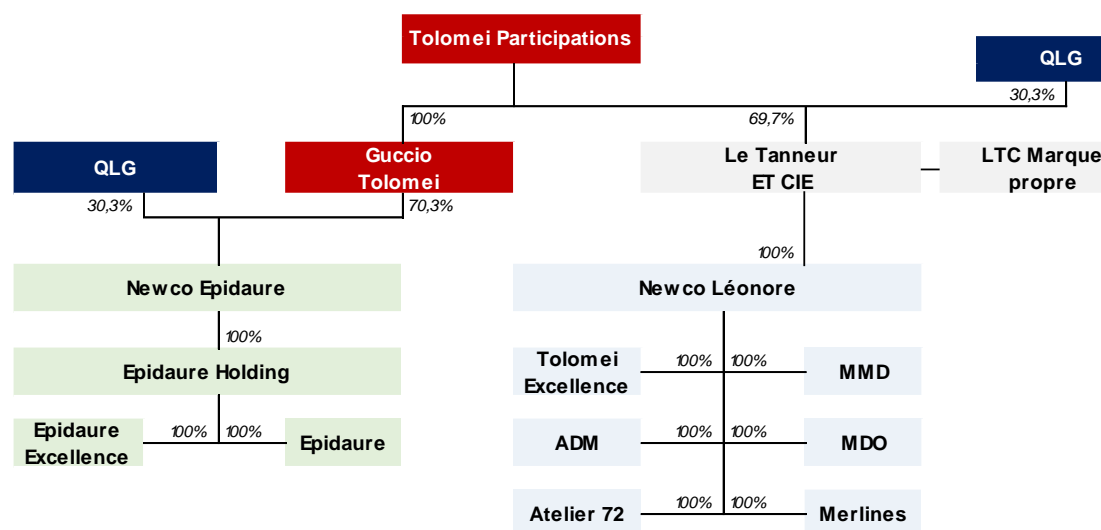 Tolomei Participations
QLG
30,3%
100%
69,7%
QLG
Guccio
Tolomei
Le Tanneur
ET CIE
LTC Marque
propre
30,3%
70,3%
100%
Newco Epidaure
Newco Léonore
100%
Epidaure Holding
Tolomei
Excellence
100%
100%
MMD
Epidaure
Excellence
100%
100%
Epidaure
ADM
100%
100%
MDO
Atelier 72
100%
100%
Merlines